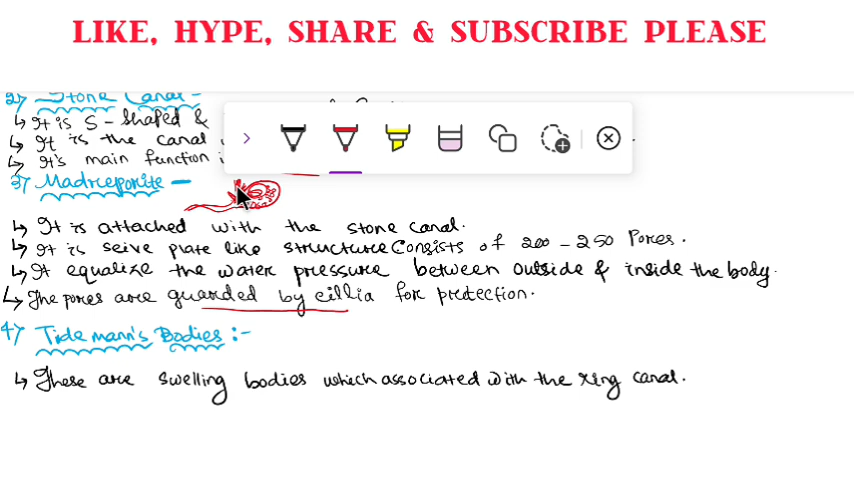 LIKE, HYPE, SHARE & SUBSCRIBE PLEASE
2) Stone Canal -
↳ It is S-shaped &
↳ It is the canal
↳ It's main function i
3) Madreeporite -
↳ It is attached with the stone canal.
↳ It is seive plate like structure Consists of 200 - 250 Pores.
↳ It equalize the water pressure between outside & inside the body.
↳ The pores are guarded by cillia for protection.
4) Tidemann's Bodies :-
↳ These are swelling bodies which associated with the ring canal.